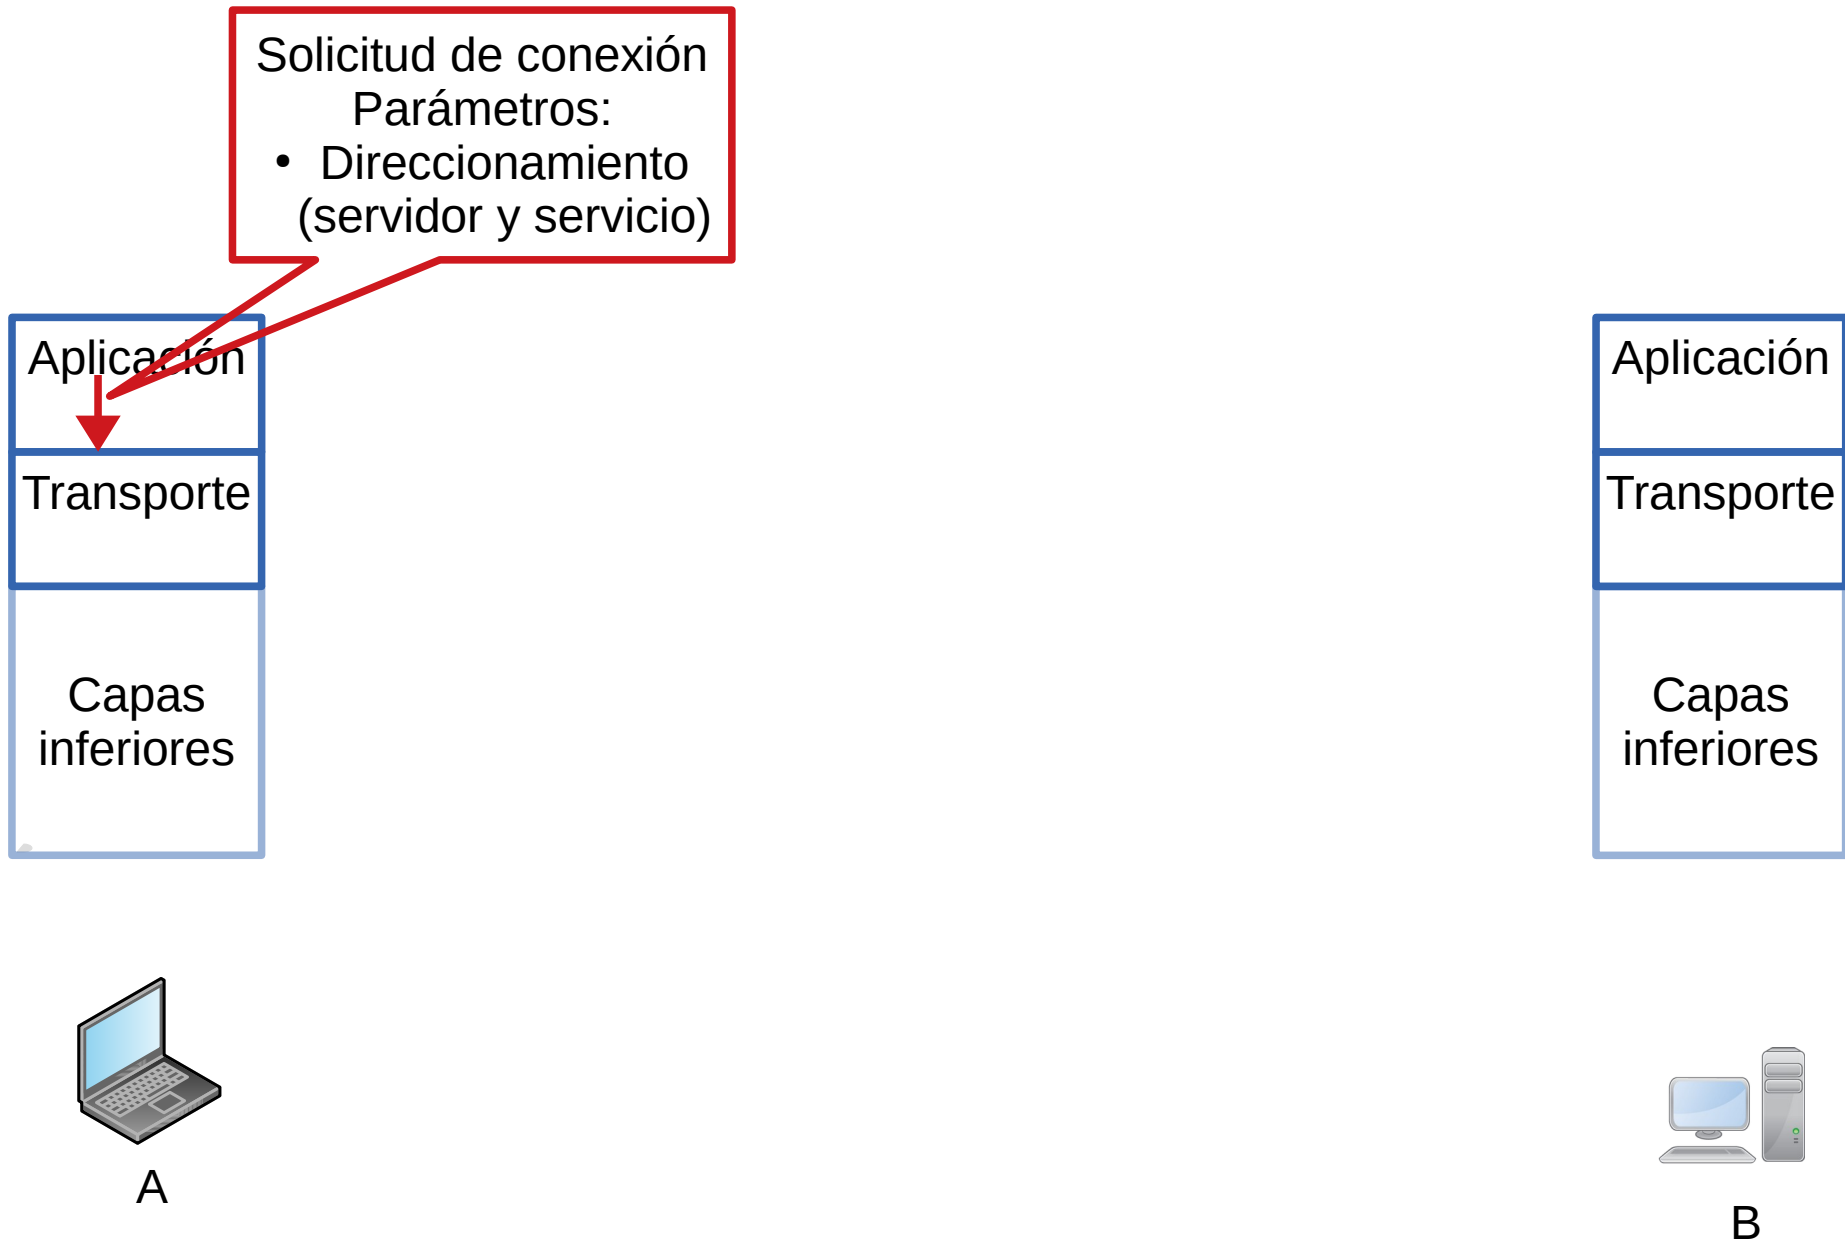 Solicitud de conexión
Parámetros:
• Direccionamiento
(servidor y servicio)
Aplicación
Transporte
Capas
inferiores
A
Aplicación
Transporte
Capas
inferiores
B